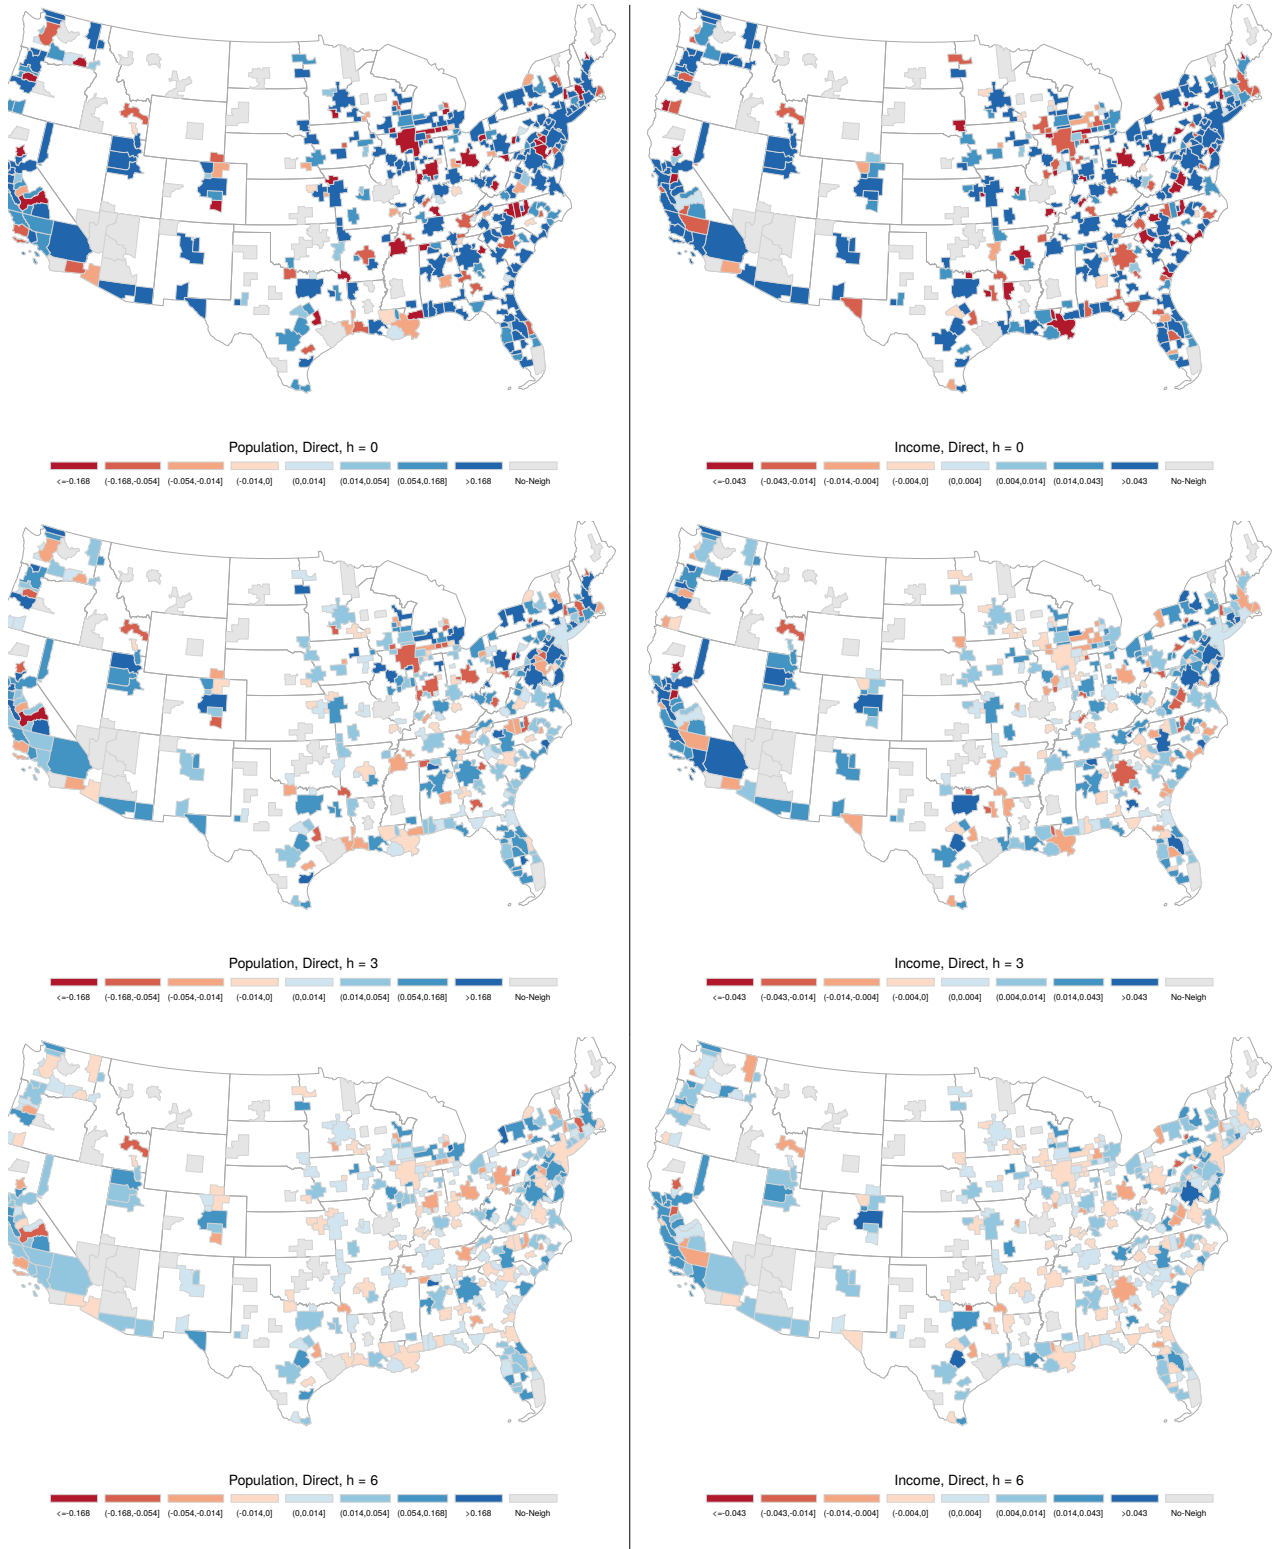 Population, Direct, h = 0
<=-0.168 (-0.168,-0.054] (-0.054,-0.014] (-0.014,0] (0,0.014] (0.014,0.054] (0.054,0.168] >0.168 No-Neigh
Income, Direct, h = 0
<=-0.043 (-0.043,-0.014] (-0.014,-0.004] (-0.004,0] (0,0.004] (0.004,0.014] (0.014,0.043] >0.043 No-Neigh
Population, Direct, h = 3
<=-0.168 (-0.168,-0.054] (-0.054,-0.014] (-0.014,0] (0,0.014] (0.014,0.054] (0.054,0.168] >0.168 No-Neigh
Income, Direct, h = 3
<=-0.043 (-0.043,-0.014] (-0.014,-0.004] (-0.004,0] (0,0.004] (0.004,0.014] (0.014,0.043] >0.043 No-Neigh
Population, Direct, h = 6
<=-0.168 (-0.168,-0.054] (-0.054,-0.014] (-0.014,0] (0,0.014] (0.014,0.054] (0.054,0.168] >0.168 No-Neigh
Income, Direct, h = 6
<=-0.043 (-0.043,-0.014] (-0.014,-0.004] (-0.004,0] (0,0.004] (0.004,0.014] (0.014,0.043] >0.043 No-Neigh